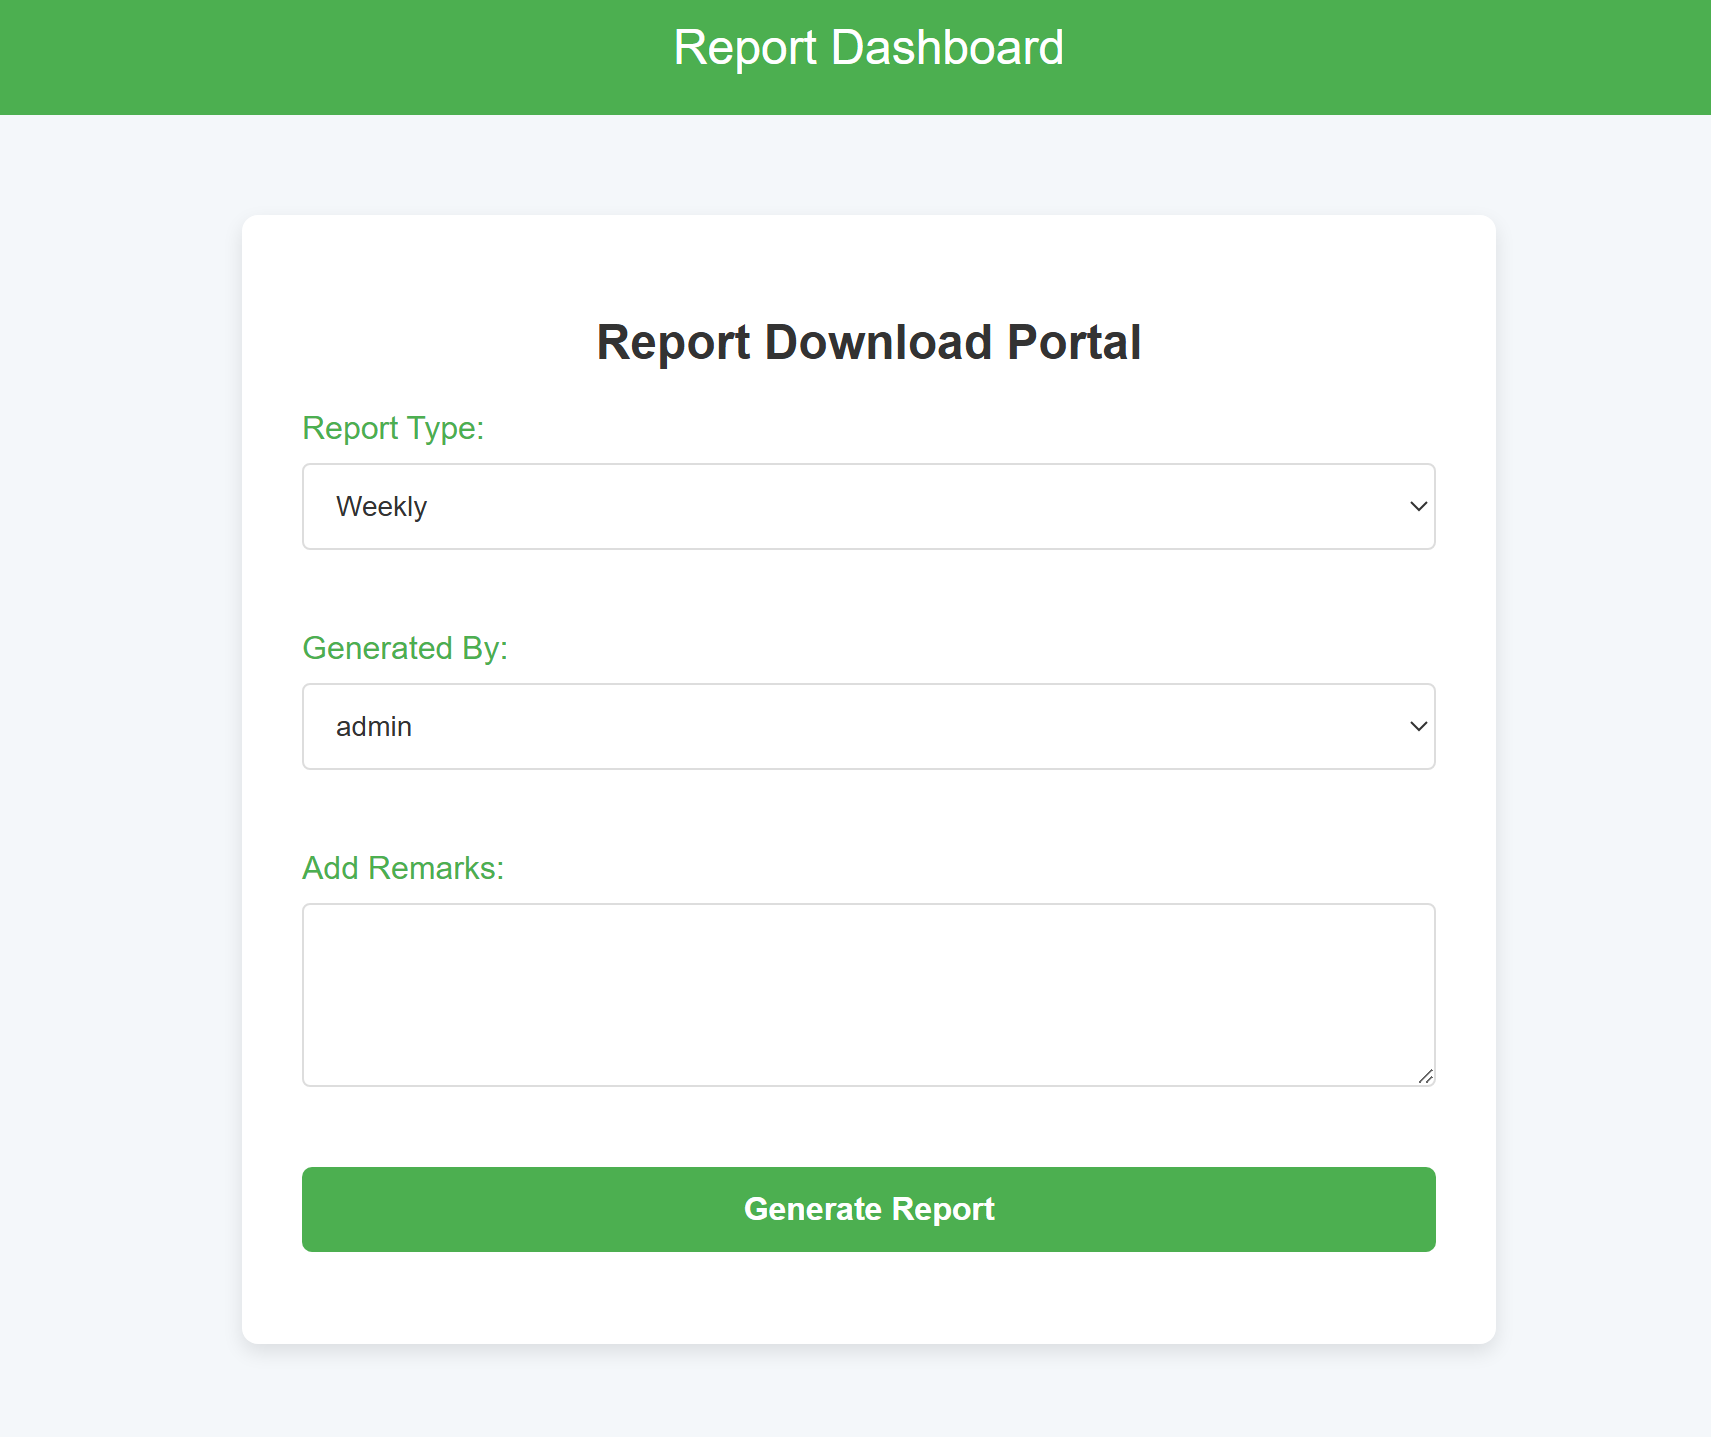 Report Dashboard
Report Download Portal
Report Type:
Weekly
Generated By:
admin
Add Remarks:
Generate Report